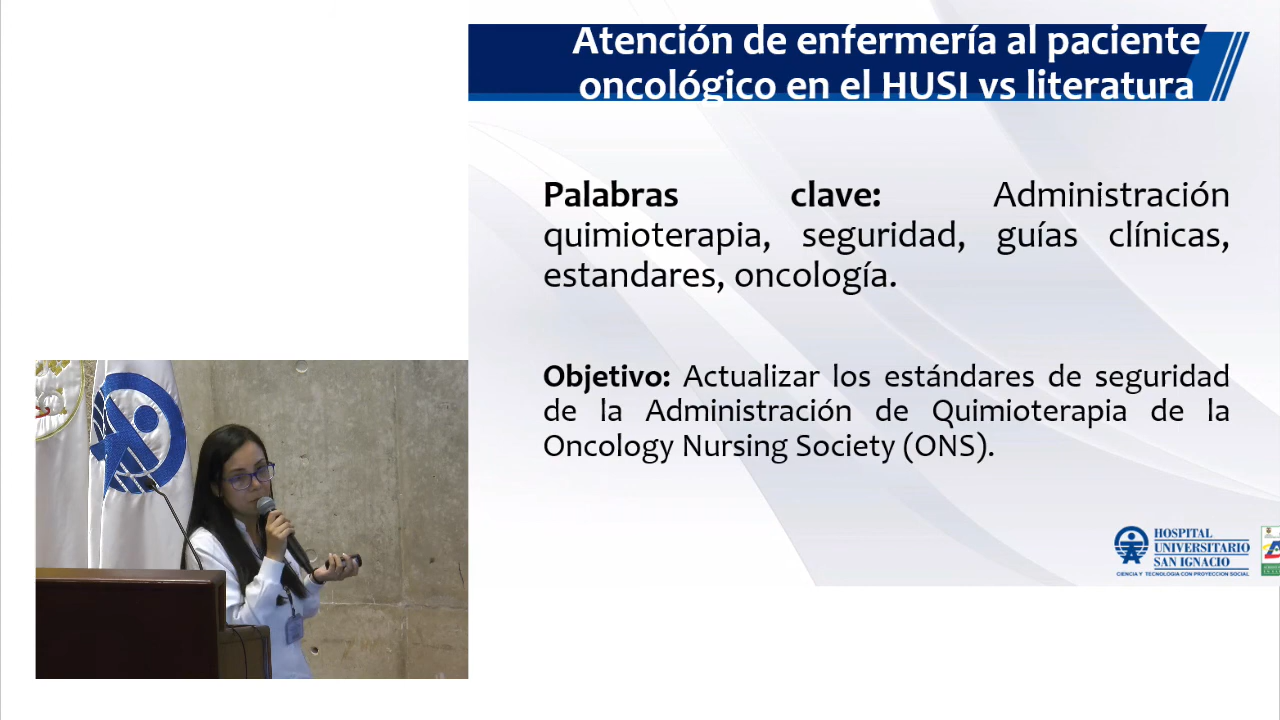 Atención de enfermería al paciente
oncológico en el HUSI vs literatura
Palabras clave: Administración
quimioterapia, seguridad, guías clínicas,
estandares, oncología.
Objetivo: Actualizar los estándares de seguridad
de la Administración de Quimioterapia de la
Oncology Nursing Society (ONS).
HOSPITAL
UNIVERSITARIO
SAN IGNACIO
CIENCIA Y TECNOLOGIA CON PROYECCION SOCIAL